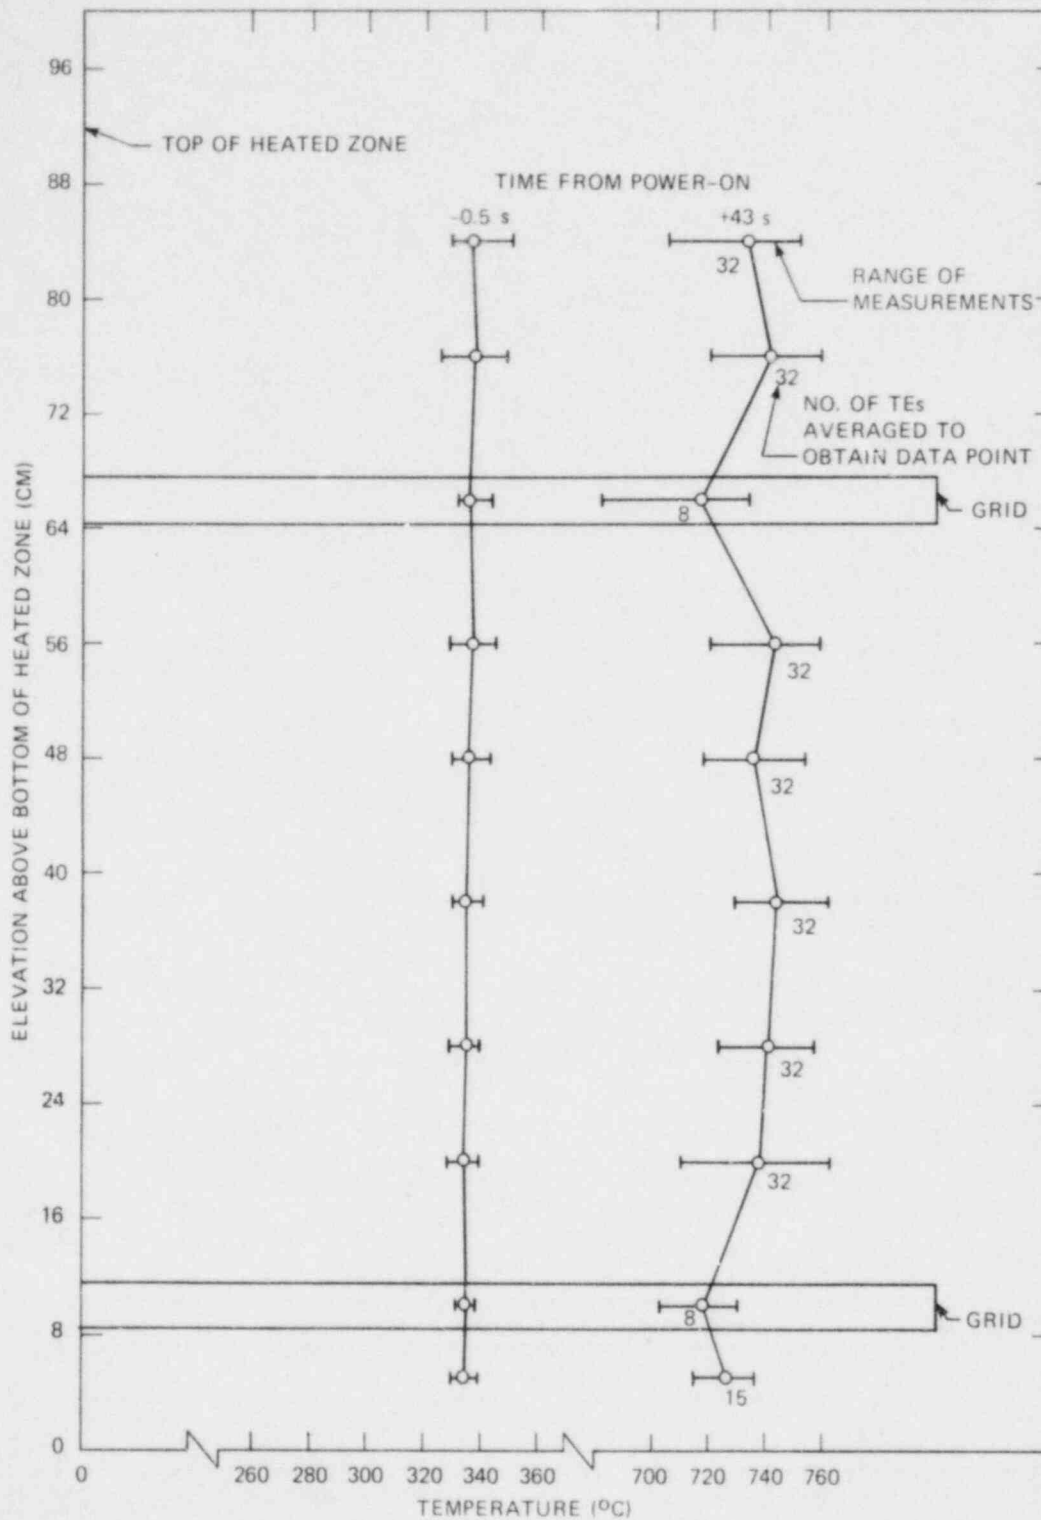 96
TOP OF HEATED ZONE
88
TIME FROM POWER-ON
-0.5 s
+43 s
32
RANGE OF
MEASUREMENTS
80
32
NO. OF TEs
AVERAGED TO
OBTAIN DATA POINT
72
8
GRID
64
56
32
48
32
40
32
32
32
24
32
16
8
GRID
8
15
0
0 260 280 300 320 340 360 700 720 740 760
TEMPERATURE (°C)
ELEVATION ABOVE BOTTOM OF HEATED ZONE (CM)